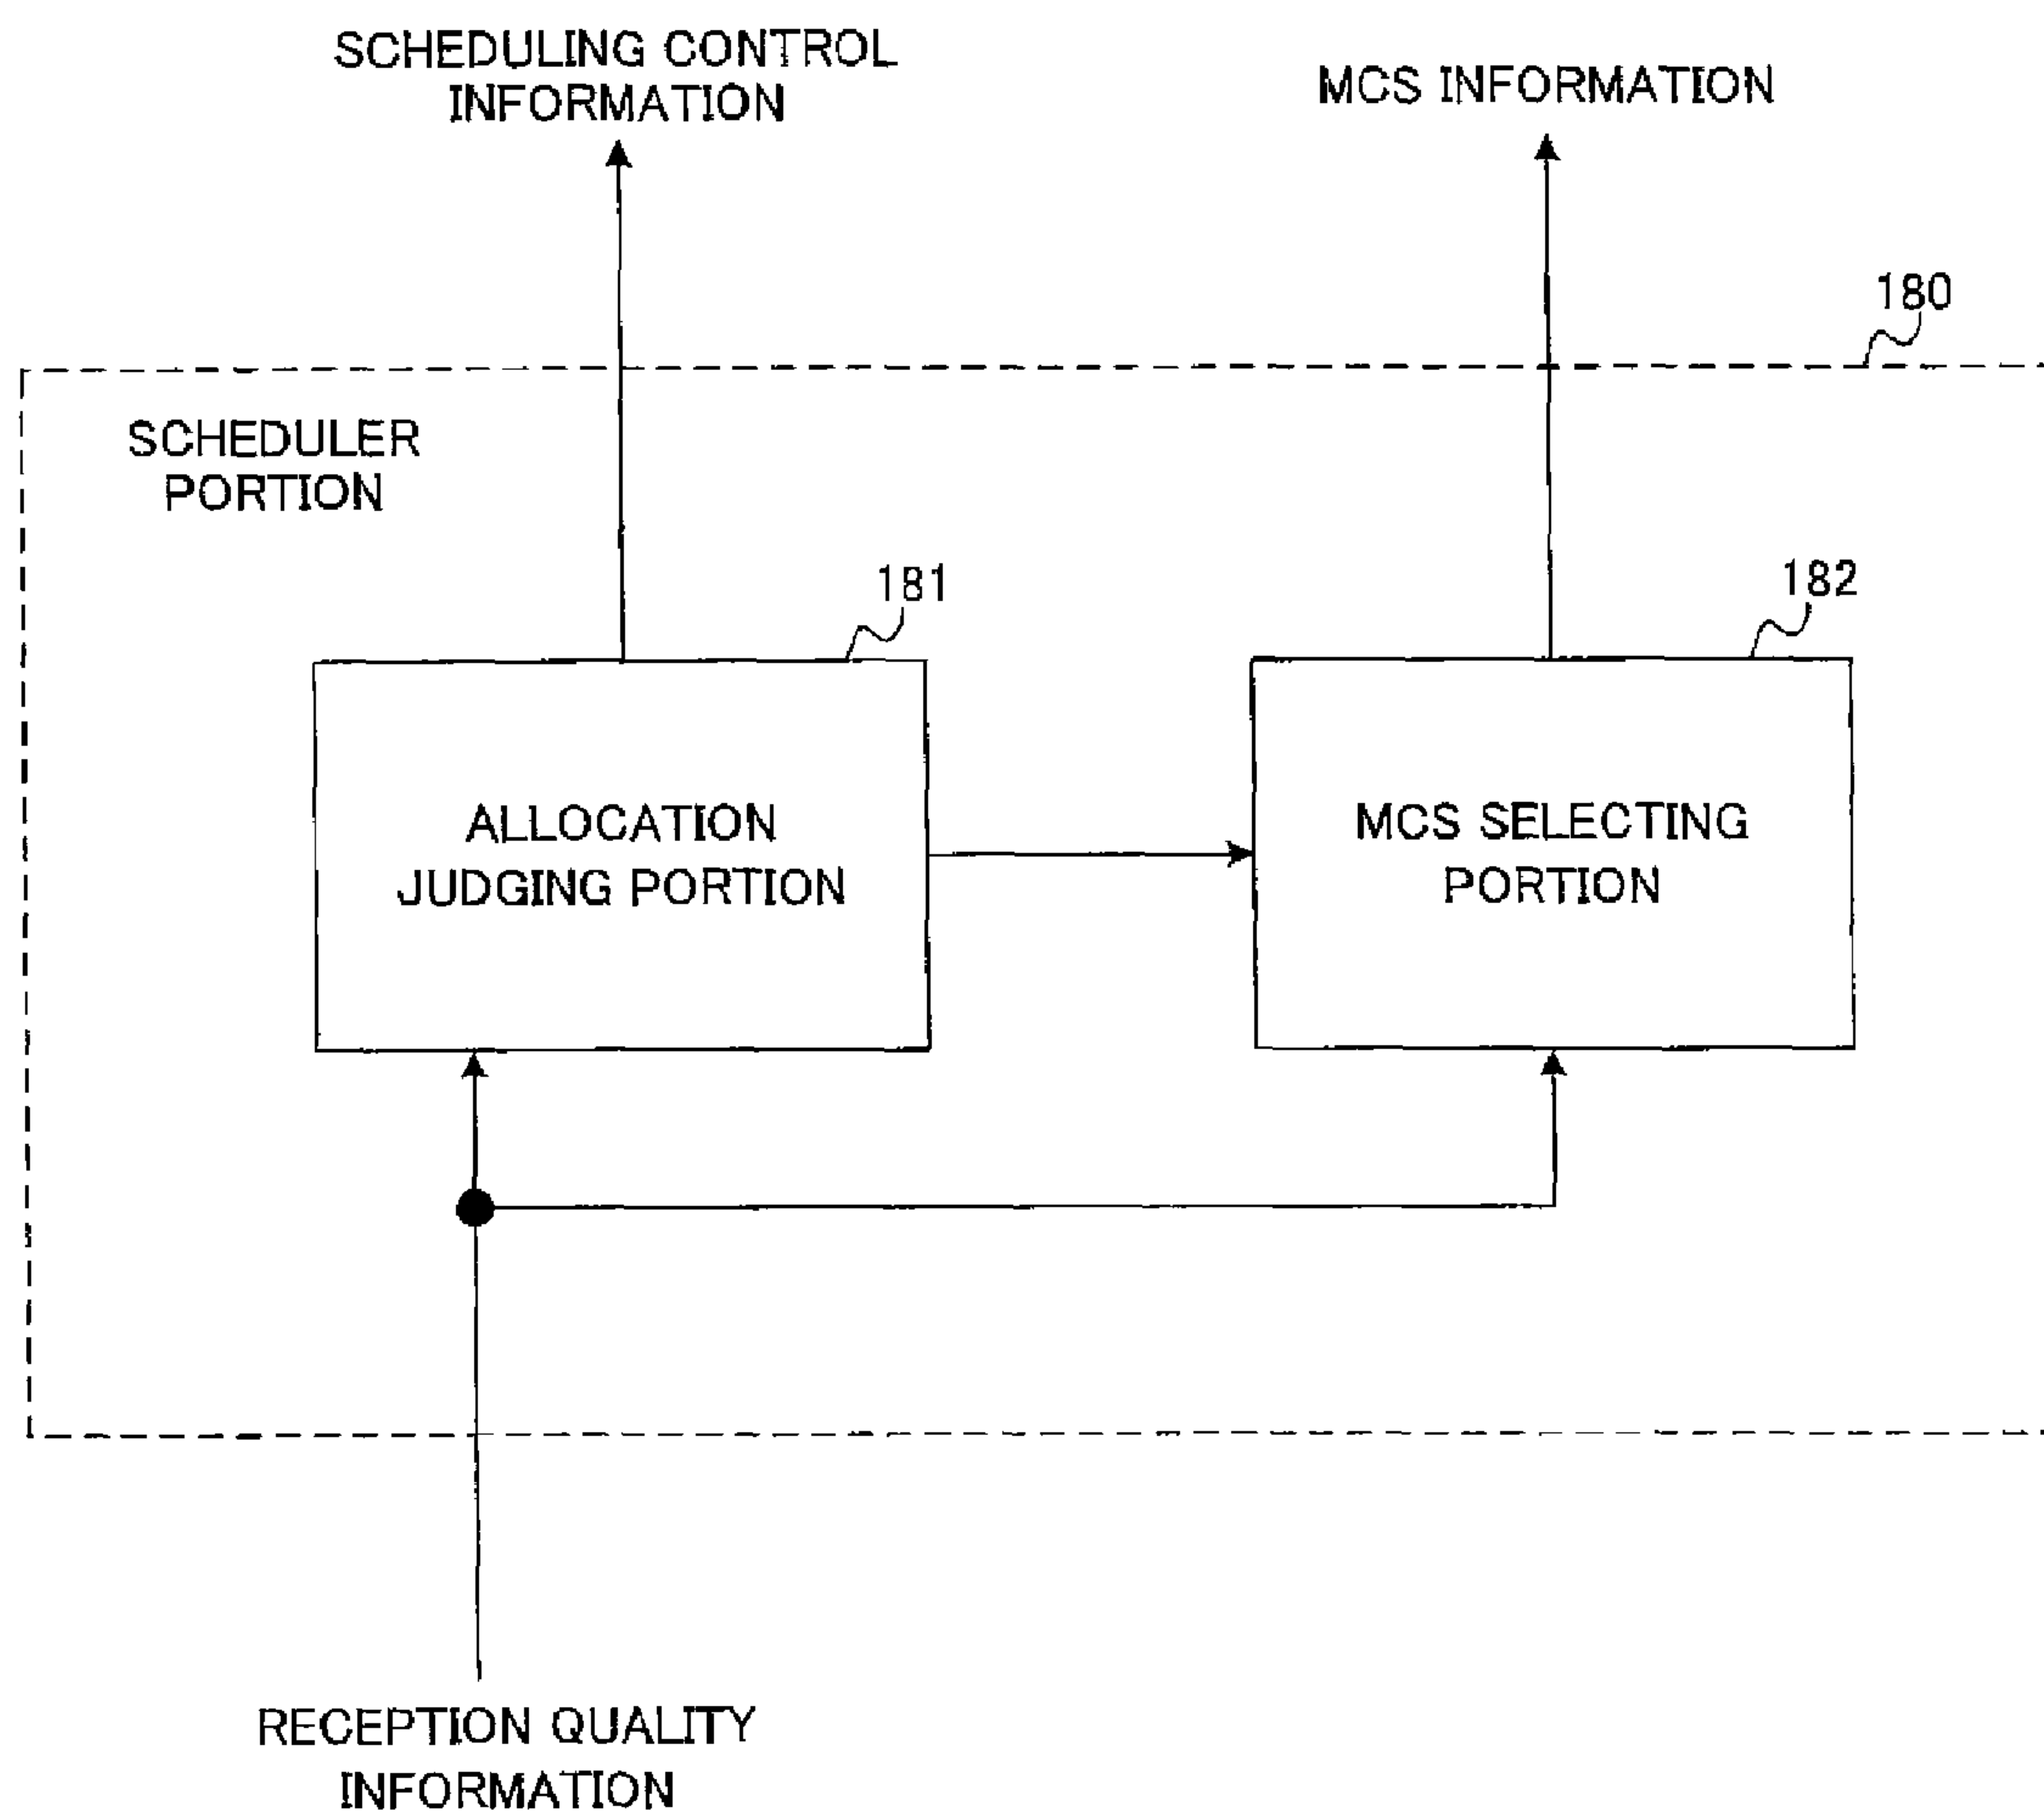 SCHEDULING CONTROL
INFORMATION
MCS INFORMATION
180
SCHEDULER
PORTION
181
182
ALLOCATION
JUDGING PORTION
MCS SELECTING
PORTION
RECEPTION QUALITY
INFORMATION